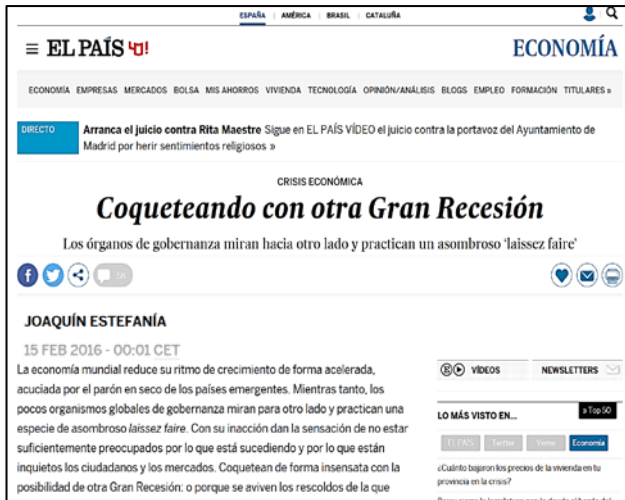 ESPAÑA | AMÉRICA | BRASIL | CATALUÑA
EL PAÍS 40!
ECONOMÍA
ECONOMÍA EMPRESAS MERCADOS BOLSA MIS AHORROS VIVIENDA TECNOLOGÍA OPINIÓN/ANÁLISIS BLOGS EMPLEO FORMACIÓN TITULARES »
DIRECTO
Arranca el juicio contra Rita Maestre Sigue en EL PAÍS VÍDEO el juicio contra la portavoz del Ayuntamiento de
Madrid por herir sentimientos religiosos »
CRISIS ECONÓMICA
Coqueteando con otra Gran Recesión
Los órganos de gobernanza miran hacia otro lado y practican un asombroso ‘laissez faire’
JOAQUÍN ESTEFANÍA
15 FEB 2016 - 00:01 CET
La economía mundial reduce su ritmo de crecimiento de forma acelerada,
acuciada por el parón en seco de los países emergentes. Mientras tanto, los
pocos organismos globales de gobernanza miran para otro lado y practican una
especie de asombroso laissez faire. Con su inacción dan la sensación de no estar
suficientemente preocupados por lo que está sucediendo y por lo que están
inquietos los ciudadanos y los mercados. Coquetean de forma insensata con la
posibilidad de otra Gran Recesión: o porque se aviven los rescoldos de la que
VÍDEOS
NEWSLETTERS
LO MÁS VISTO EN...
» Top 50
EL PAÍS Twitter Verne Economía
¿Cuánto bajaron los precios de la vivienda en tu
provincia en la crisis?